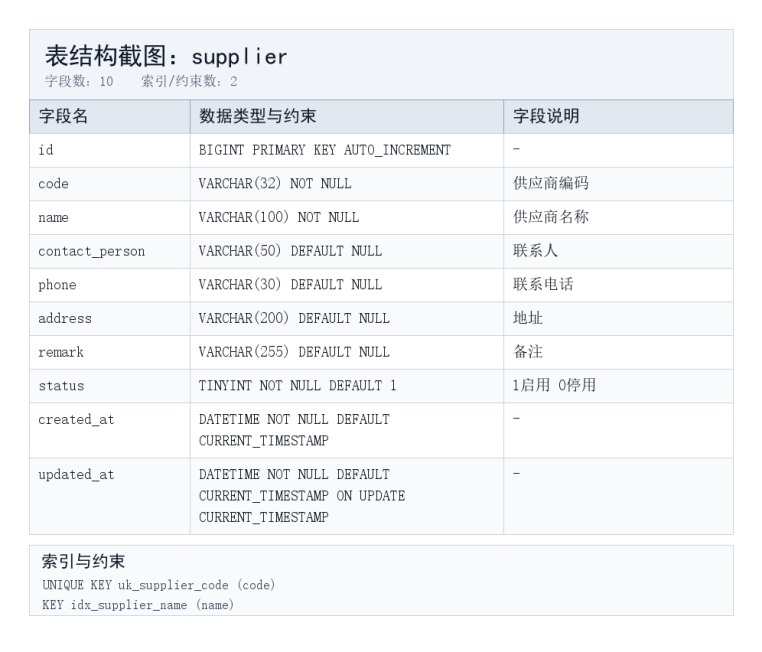 表结构截图：supplier
字段数：10 索引/约束数：2
字段名 数据类型与约束 字段说明
id BIGINT PRIMARY KEY AUTO_INCREMENT -
code VARCHAR(32) NOT NULL 供应商编码
name VARCHAR(100) NOT NULL 供应商名称
contact_person VARCHAR(50) DEFAULT NULL 联系人
phone VARCHAR(30) DEFAULT NULL 联系电话
address VARCHAR(200) DEFAULT NULL 地址
remark VARCHAR(255) DEFAULT NULL 备注
status TINYINT NOT NULL DEFAULT 1 1启用 0停用
created_at DATETIME NOT NULL DEFAULT -
CURRENT_TIMESTAMP
updated_at DATETIME NOT NULL DEFAULT -
CURRENT_TIMESTAMP ON UPDATE
CURRENT_TIMESTAMP
索引与约束
UNIQUE KEY uk_supplier_code (code)
KEY idx_supplier_name (name)